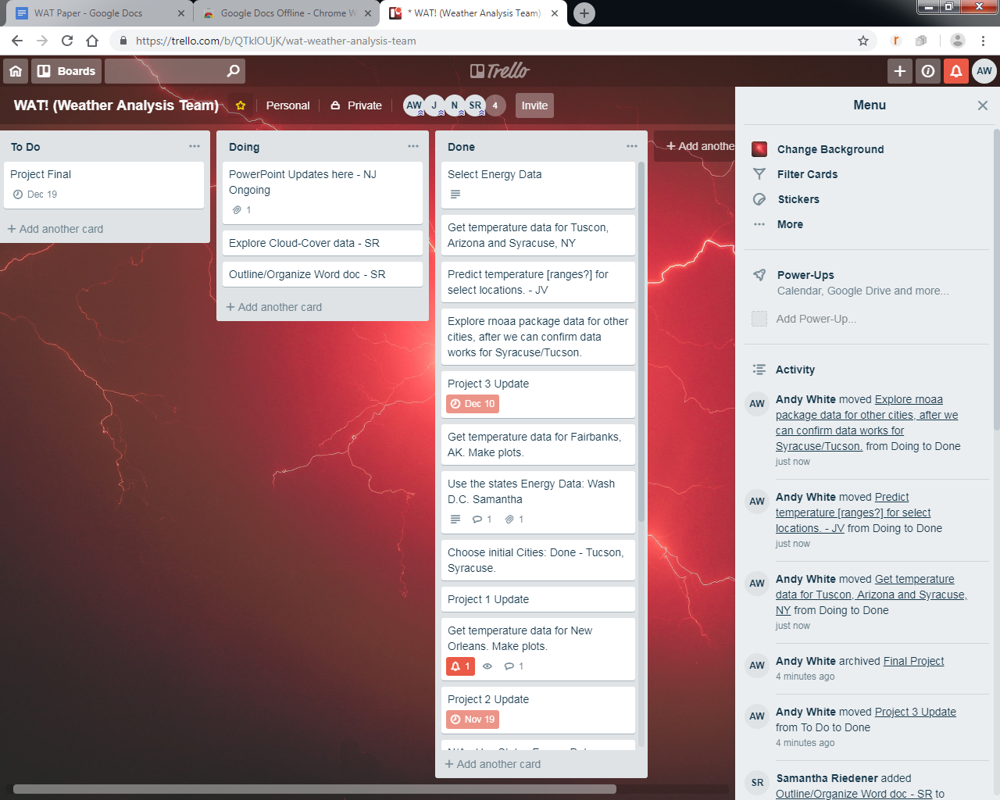 WAT Paper - Google Docs
Google Docs Offline - Chrome W
* WAT! (Weather Analysis Team)
https://trello.com/b/QTklOUjK/wat-weather-analysis-team
r
Boards
Trello
AW
WAT! (Weather Analysis Team)
Personal
Private
AW J N SR 4
Invite
To Do
Project Final
Dec 19
+ Add another card
Doing
PowerPoint Updates here - NJ
Ongoing
1
Explore Cloud-Cover data - SR
Outline/Organize Word doc - SR
+ Add another card
Done
Select Energy Data
Get temperature data for Tuscon,
Arizona and Syracuse, NY
Predict temperature [ranges?] for
select locations. - JV
Explore rnoaa package data for other
cities, after we can confirm data
works for Syracuse/Tucson.
Project 3 Update
Dec 10
Get temperature data for Fairbanks,
AK. Make plots.
Use the states Energy Data: Wash
D.C. Samantha
1 1
Choose initial Cities: Done - Tucson,
Syracuse.
Project 1 Update
Get temperature data for New
Orleans. Make plots.
1 1
Project 2 Update
Nov 19
+ Add another card
+ Add anothe
Menu
Change Background
Filter Cards
Stickers
More
Power-Ups
Calendar, Google Drive and more...
Add Power-Up...
Activity
AW
Andy White moved Explore rnoaa
package data for other cities, after we
can confirm data works for
Syracuse/Tucson. from Doing to Done
just now
AW
Andy White moved Predict
temperature [ranges?] for select
locations. - JV from Doing to Done
just now
AW
Andy White moved Get temperature
data for Tuscon, Arizona and Syracuse,
NY from Doing to Done
just now
AW
Andy White archived Final Project
4 minutes ago
AW
Andy White moved Project 3 Update
from To Do to Done
4 minutes ago
SR
Samantha Riedener added
Outline/Organize Word doc - SR to